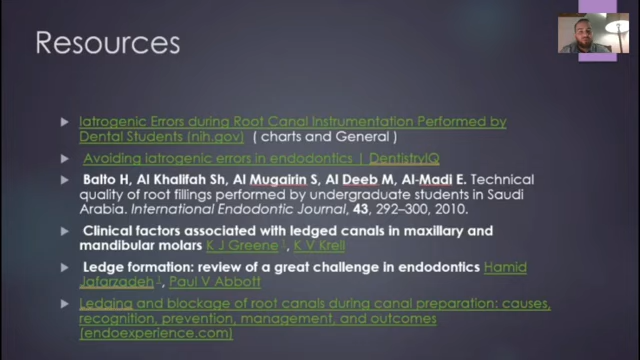 Resources
Iatrogenic Errors during Root Canal Instrumentation Performed by
Dental Students (nih.gov) ( charts and General )
Avoiding iatrogenic errors in endodontics | DentistryIQ
Balto H, Al Khalifah Sh, Al Mugairin S, Al Deeb M, Al-Madi E. Technical
quality of root fillings performed by undergraduate students in Saudi
Arabia. International Endodontic Journal, 43, 292–300, 2010.
Clinical factors associated with ledged canals in maxillary and
mandibular molars K J Greene 1, K V Krell
Ledge formation: review of a great challenge in endodontics Hamid
Jafarzadeh 1, Paul V Abbott
Ledging and blockage of root canals during canal preparation: causes,
recognition, prevention, management, and outcomes
(endoexperience.com)